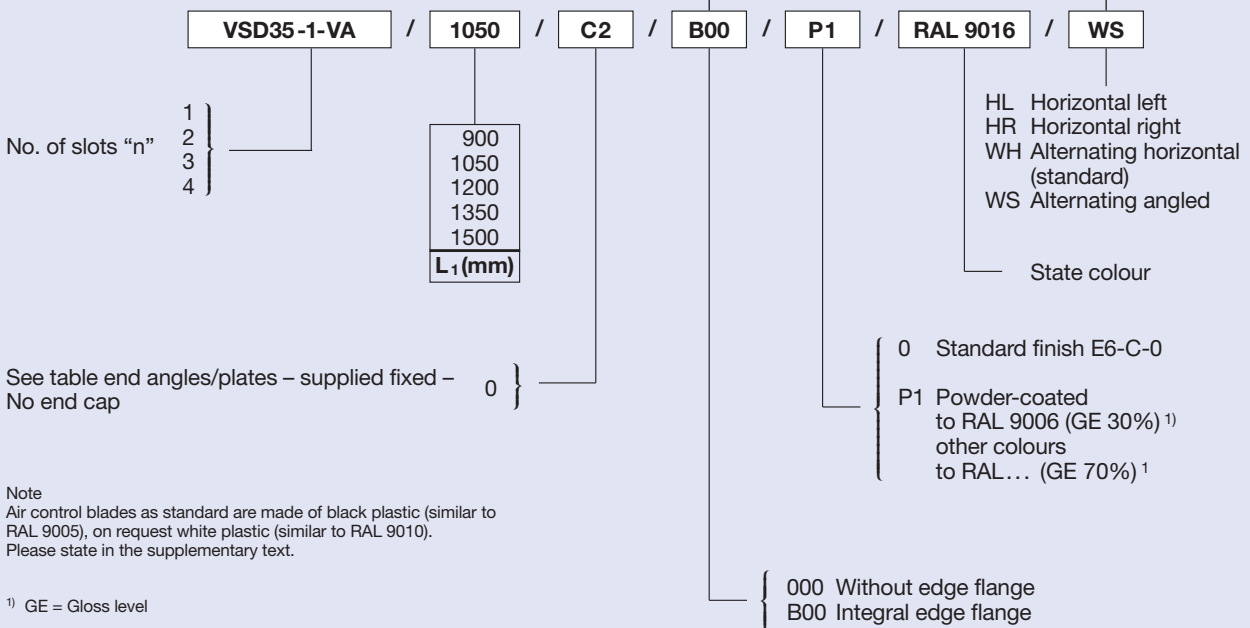 VSD35-1-VA / 1050 / C2 / B00 / P1 / RAL 9016 / WS
No. of slots “n”
1
2
3
4
900
1050
1200
1350
1500
L1 (mm)
HL Horizontal left
HR Horizontal right
WH Alternating horizontal
(standard)
WS Alternating angled
State colour
See table end angles/plates – supplied fixed –
No end cap
0
0 Standard finish E6-C-0
P1 Powder-coated
to RAL 9006 (GE 30%) 1)
other colours
to RAL... (GE 70%) 1
Note
Air control blades as standard are made of black plastic (similar to
RAL 9005), on request white plastic (similar to RAL 9010).
Please state in the supplementary text.
1) GE = Gloss level
000 Without edge flange
B00 Integral edge flange